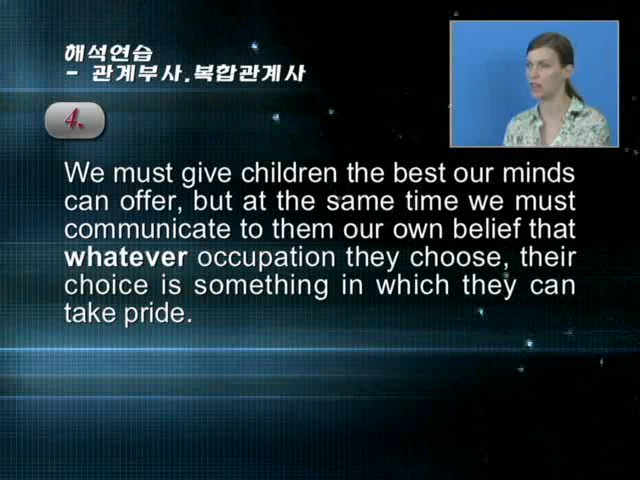 해석연습
- 관계부사.복합관계사
4.
We must give children the best our minds
can offer, but at the same time we must
communicate to them our own belief that
whatever occupation they choose, their
choice is something in which they can
take pride.